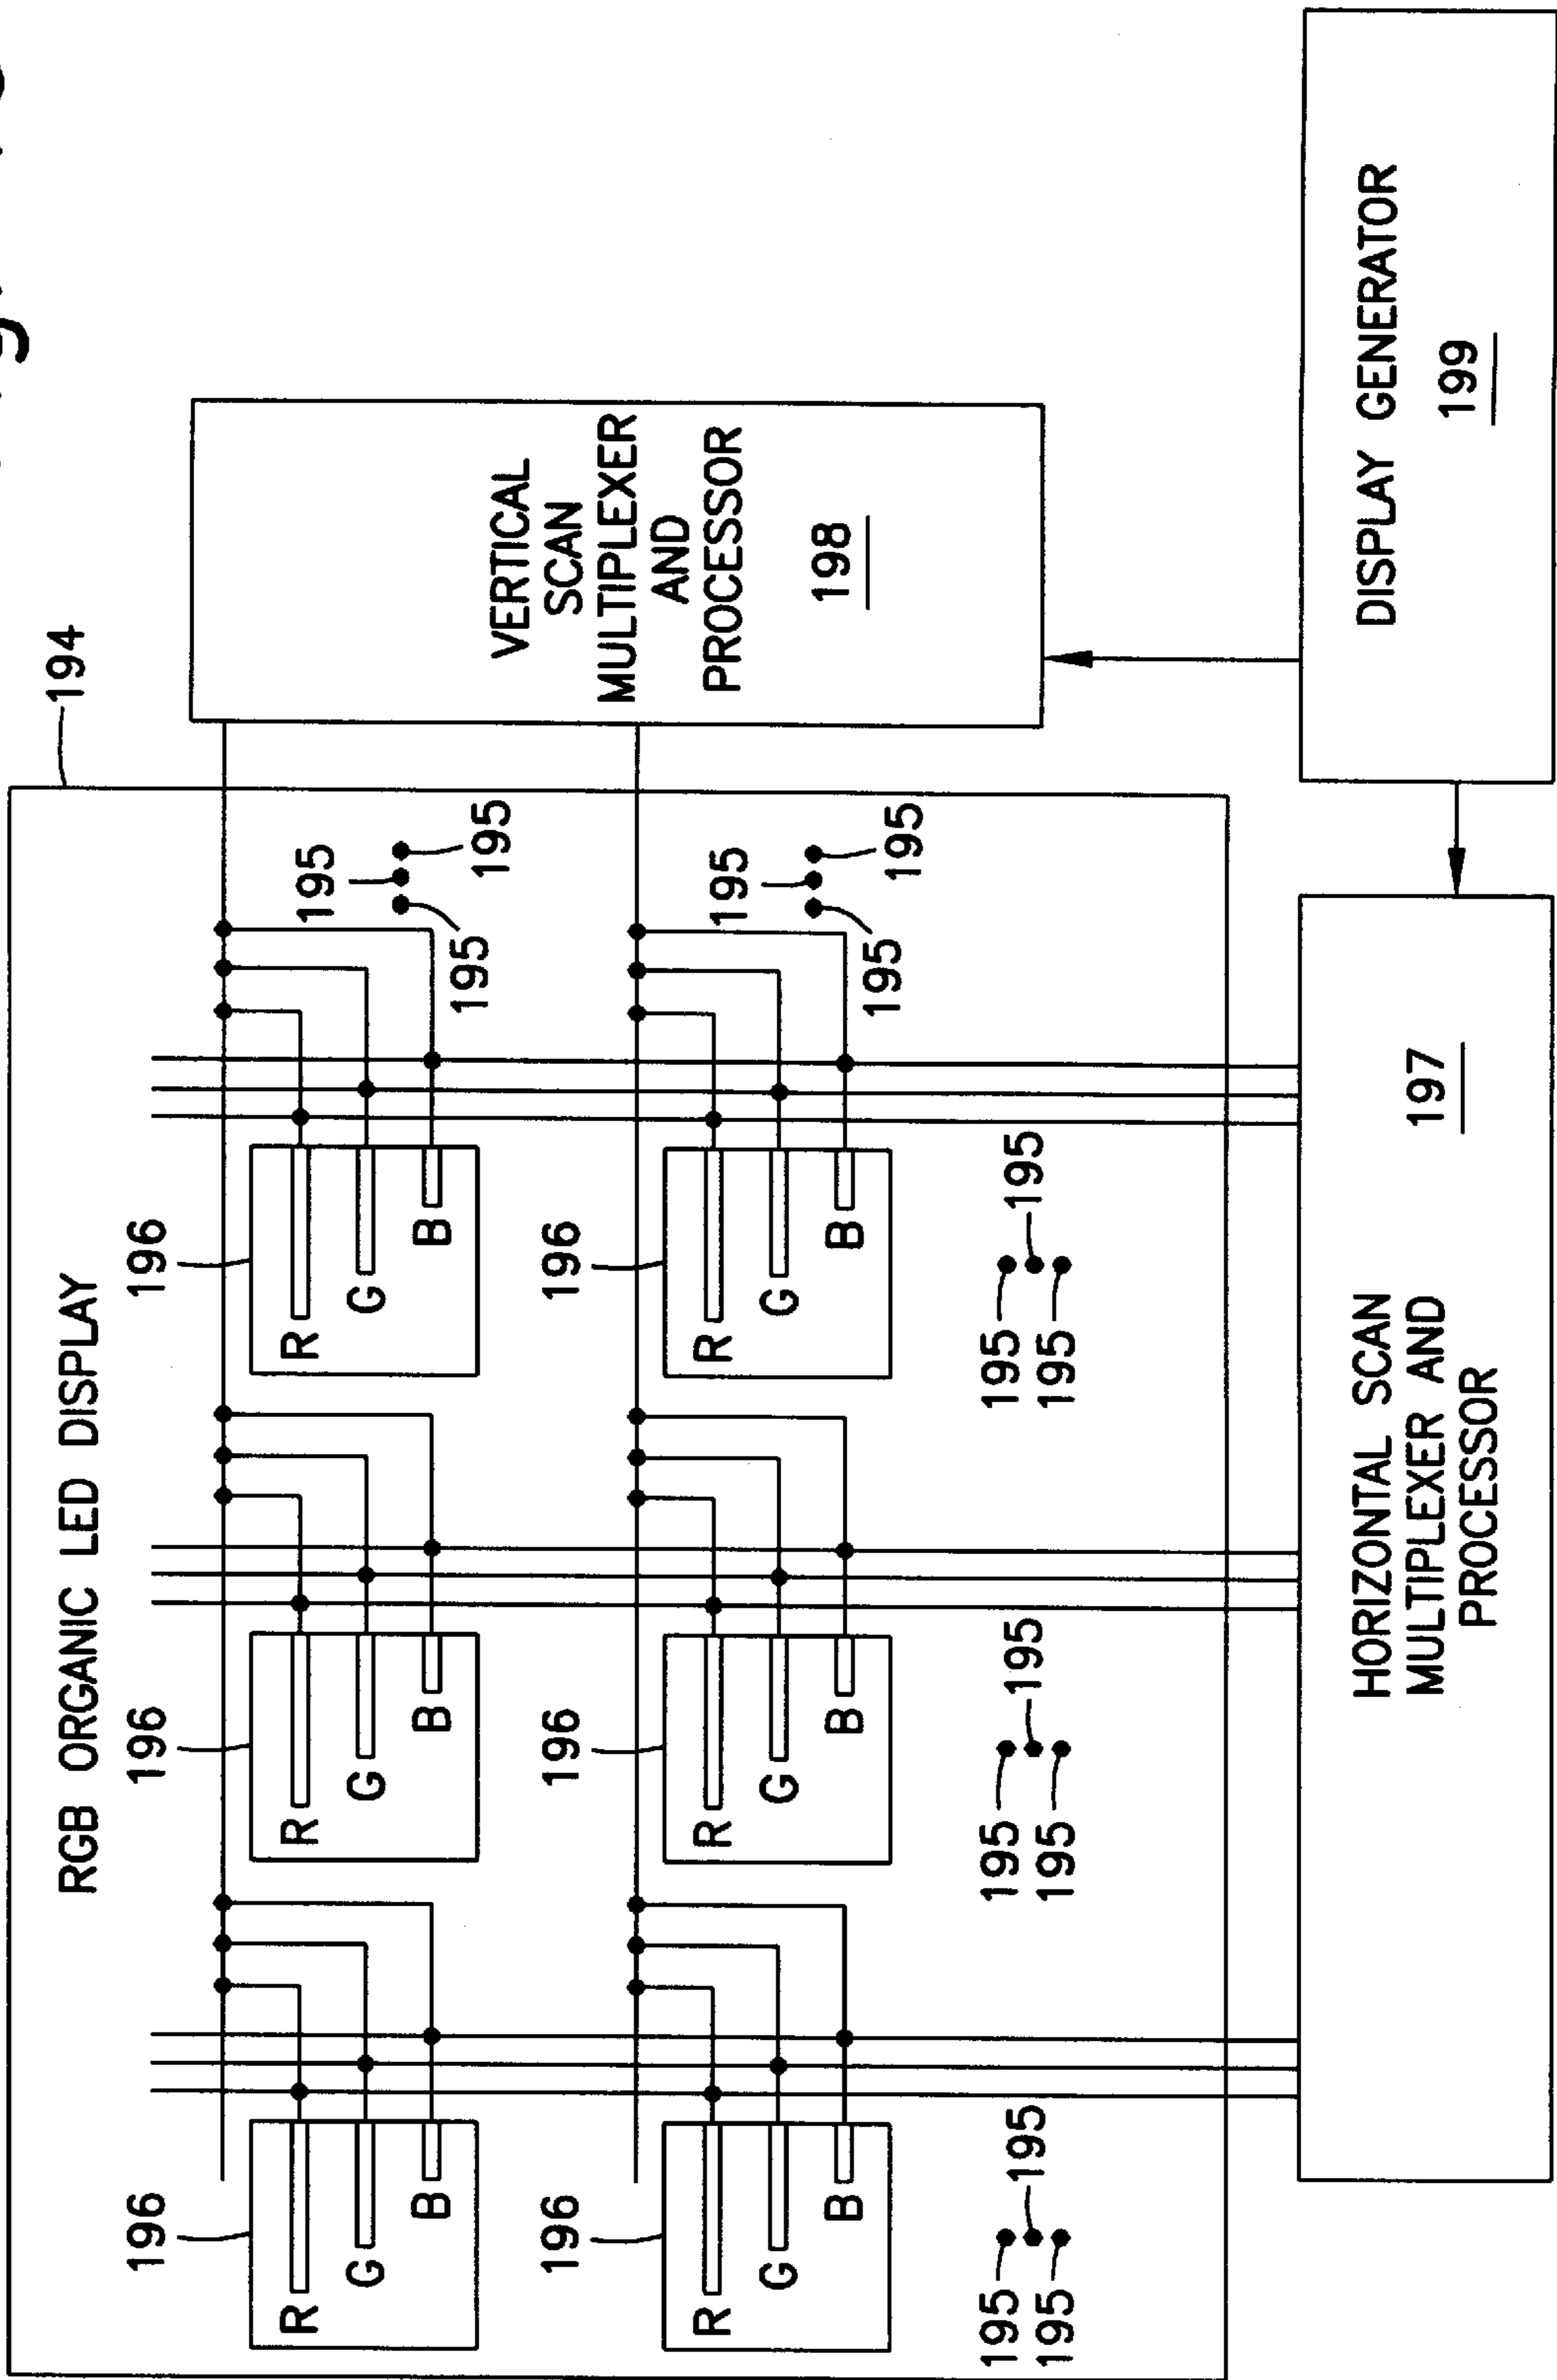 RGB ORGANIC LED DISPLAY
194
196 196 196
R R R
195
G G G
B B B
195 195
VERTICAL
SCAN
MULTIPLEXER
AND
PROCESSOR
198
196 196 196
R R R
195
G G G
B B B
195 195
195 195 195 195 195 195
195 195 195
HORIZONTAL SCAN
MULTIPLEXER AND
PROCESSOR
197
DISPLAY GENERATOR
199